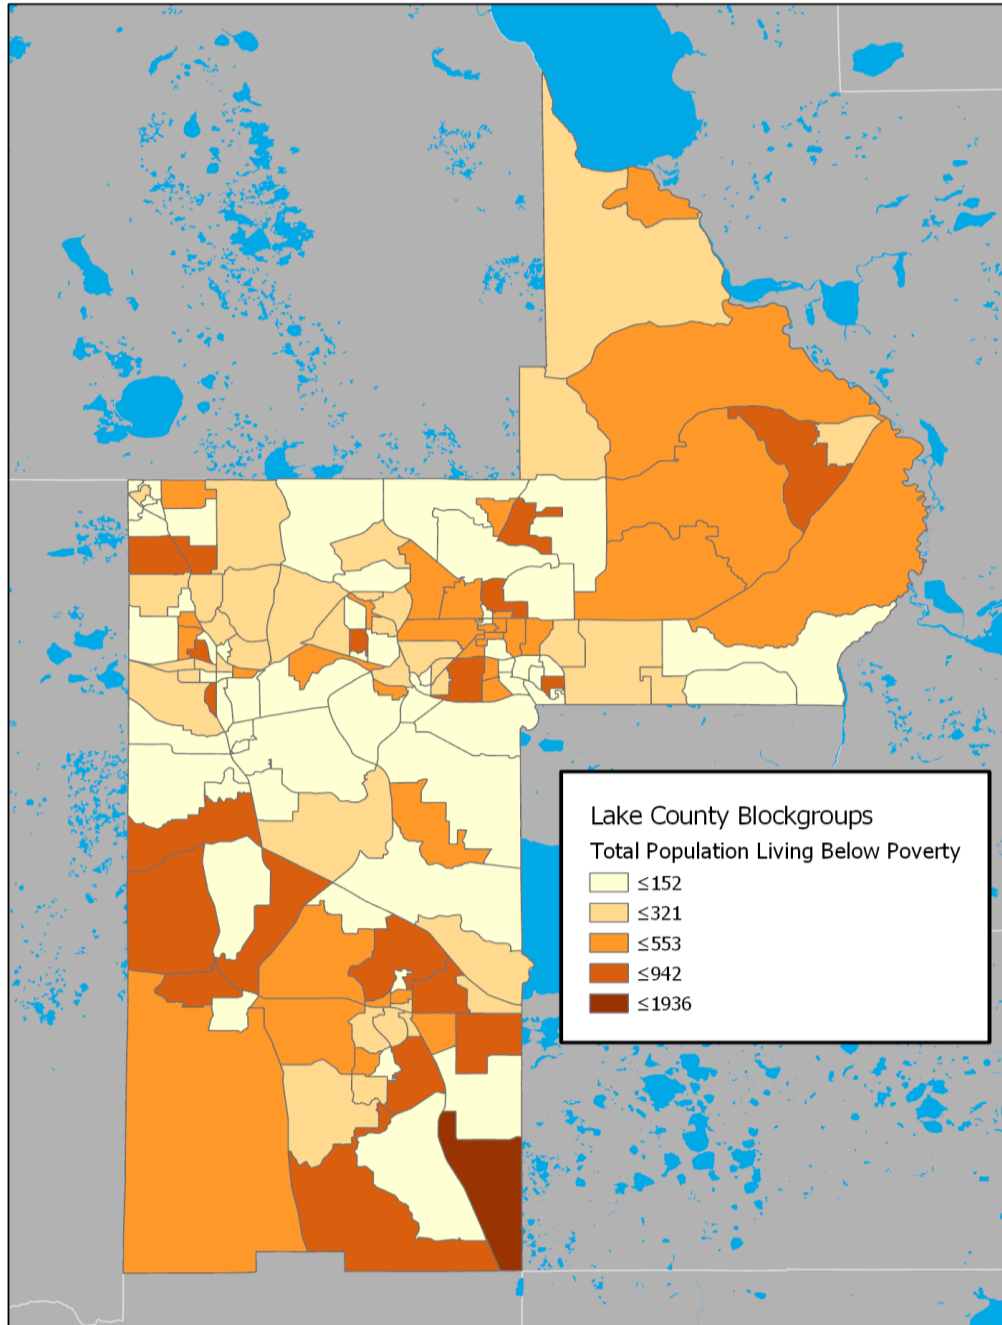 Lake County Blockgroups
Total Population Living Below Poverty
≤152
≤321
≤553
≤942
≤1936